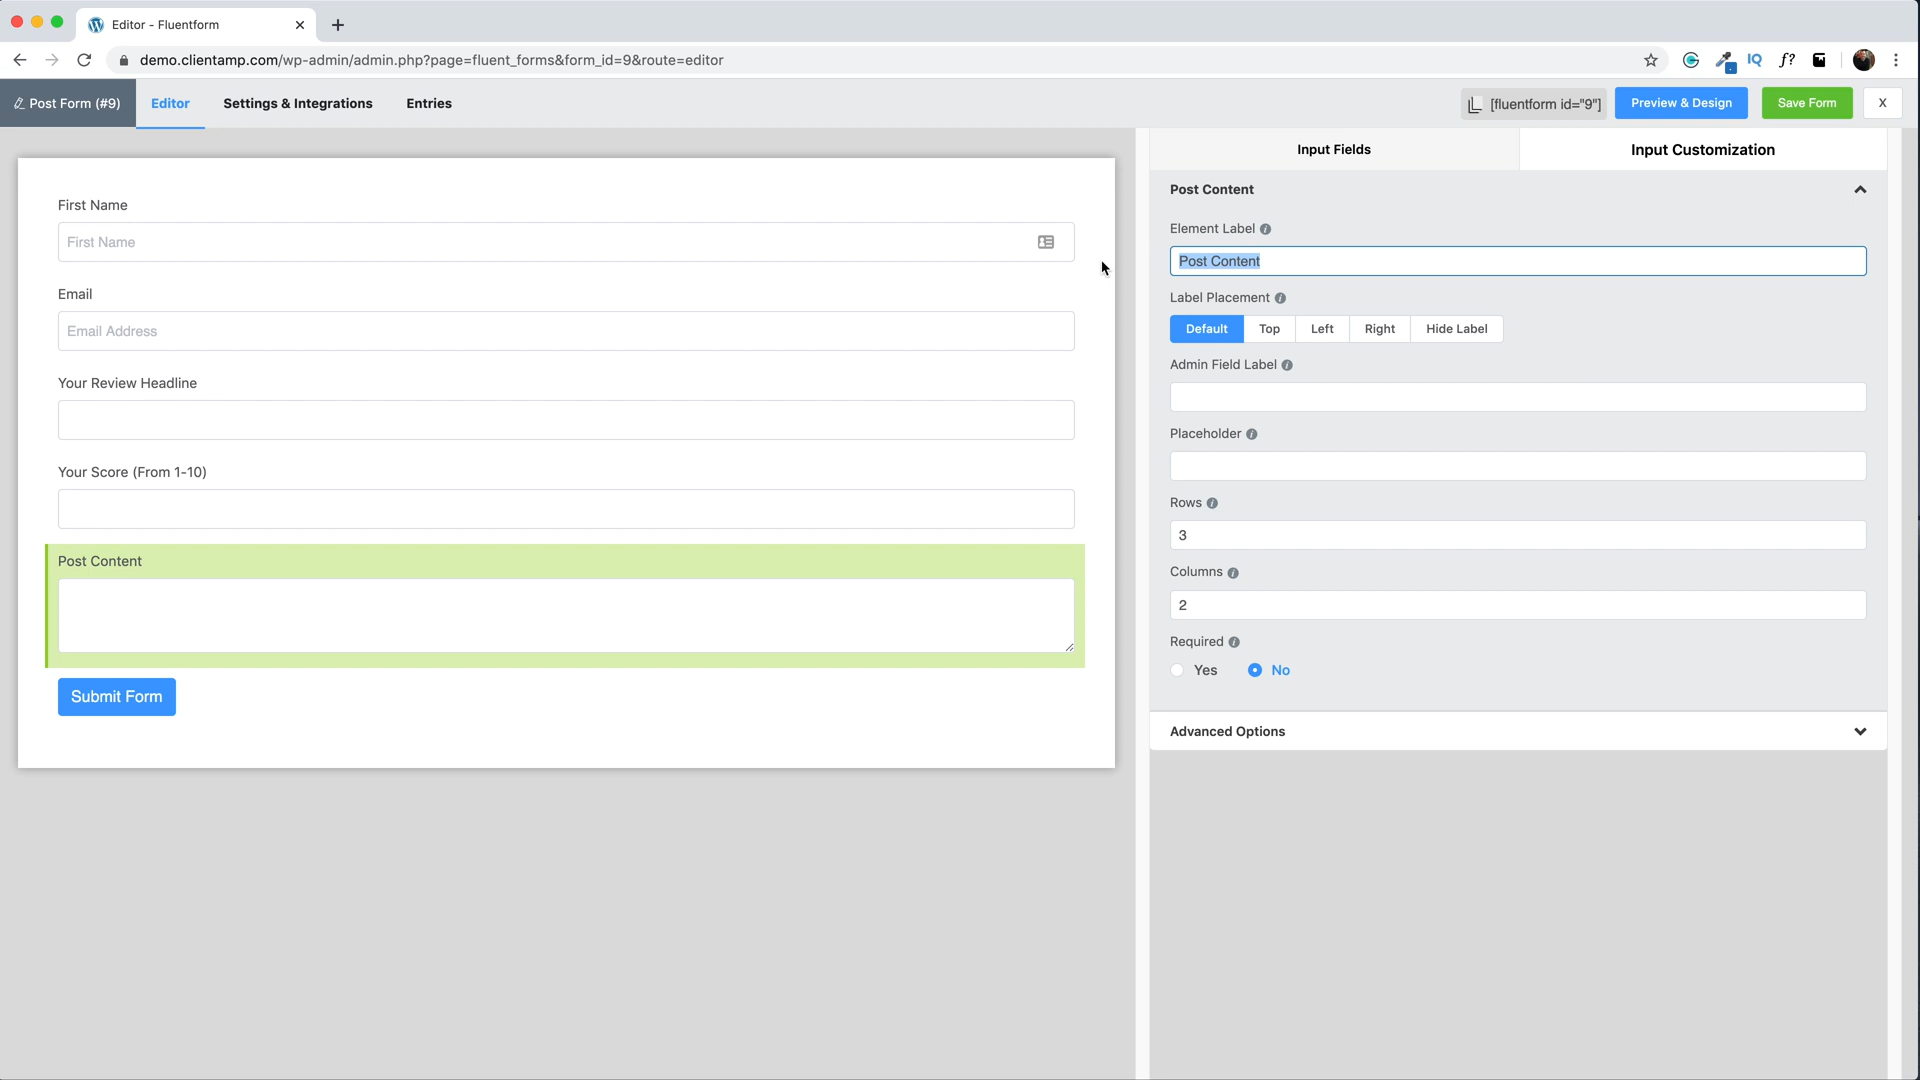 Editor - Fluentform
demo.clientamp.com/wp-admin/admin.php?page=fluent_forms&form_id=9&route=editor
IQ
f?
Post Form (#9)
Editor
Settings & Integrations
Entries
[fluentform id="9"]
Preview & Design
Save Form
X
First Name
First Name
Email
Email Address
Your Review Headline
Your Score (From 1-10)
Post Content
Submit Form
Input Fields
Input Customization
Post Content
Element Label
Post Content
Label Placement
Default
Top
Left
Right
Hide Label
Admin Field Label
Placeholder
Rows
3
Columns
2
Required
Yes
No
Advanced Options